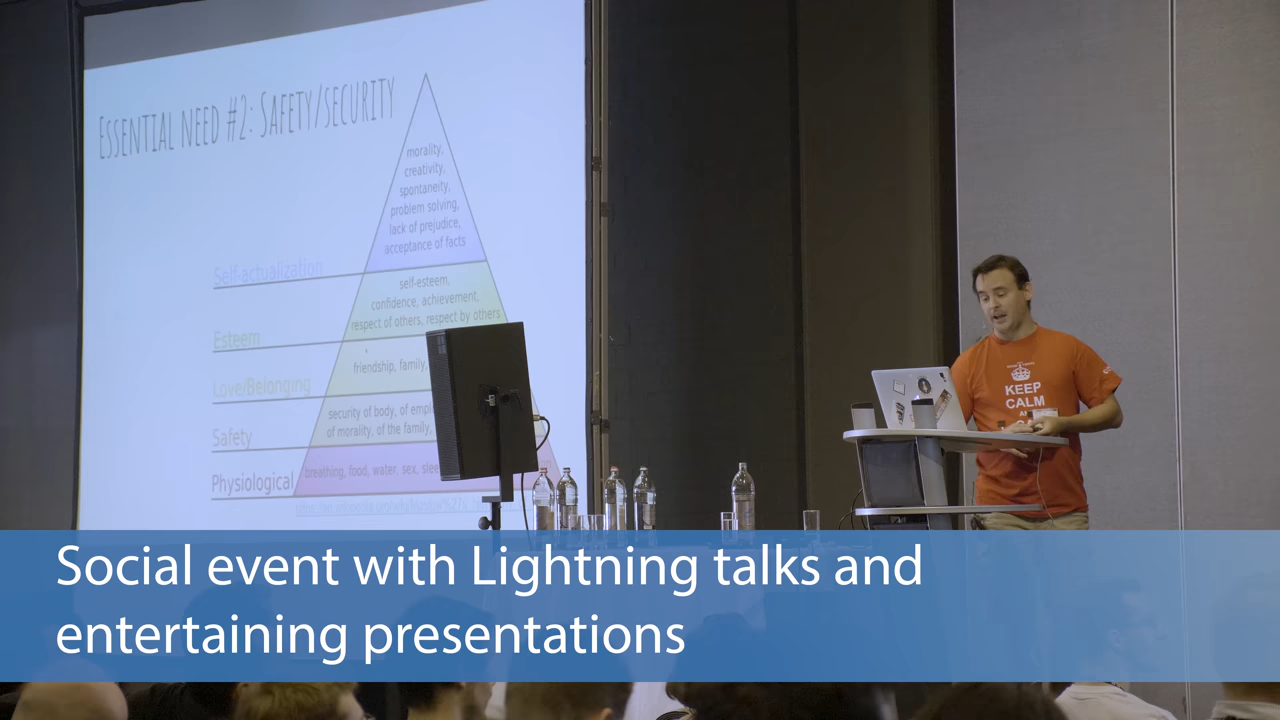 ESSENTIAL NEED #2: SAFETY/SECURITY
morality,
creativity,
spontaneity,
problem solving,
lack of prejudice,
acceptance of facts
Self-actualization
self-esteem,
confidence, achievement,
respect of others, respect by others
Esteem
friendship, family,
Love/Belonging
security of body, of
of morality, of the family,
Safety
breathing, food, water, sex,
Physiological
KEEP
CALM
Social event with Lightning talks and
entertaining presentations